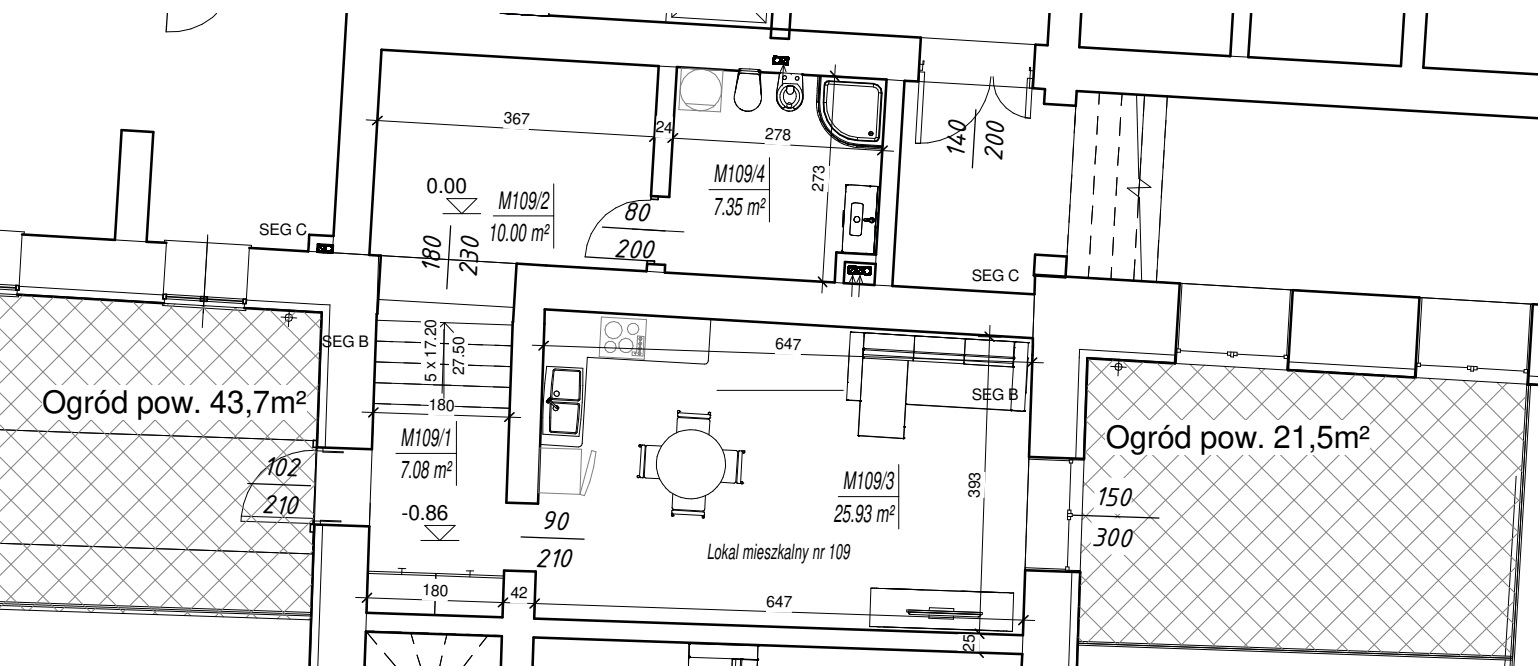 367
24
278
140
200
M109/4
7.35 m²
273
0.00
M109/2
10.00 m²
80
200
SEG C
180
230
SEG C
5 x 17.20
27.50
SEG B
647
Ogród pow. 43,7m²
180
SEG B
M109/1
7.08 m²
Ogród pow. 21,5m²
102
210
M109/3
25.93 m²
393
150
300
-0.86
90
210
Lokal mieszkalny nr 109
180
42
647
25